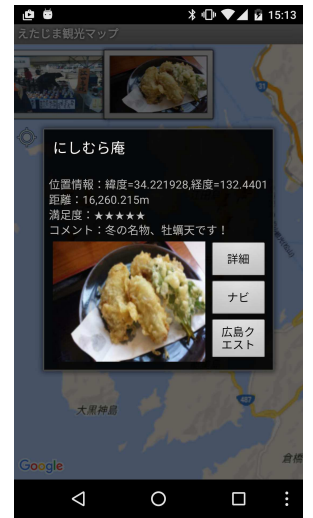 15:13
えたじま観光マップ
にしむら庵
位置情報：緯度=34.221928,経度=132.4401
距離：16,260.215m
満足度：★★★★★
コメント：冬の名物、牡蠣天です！
詳細
ナビ
広島ク
エスト
大黒神島
487
倉橋
Google